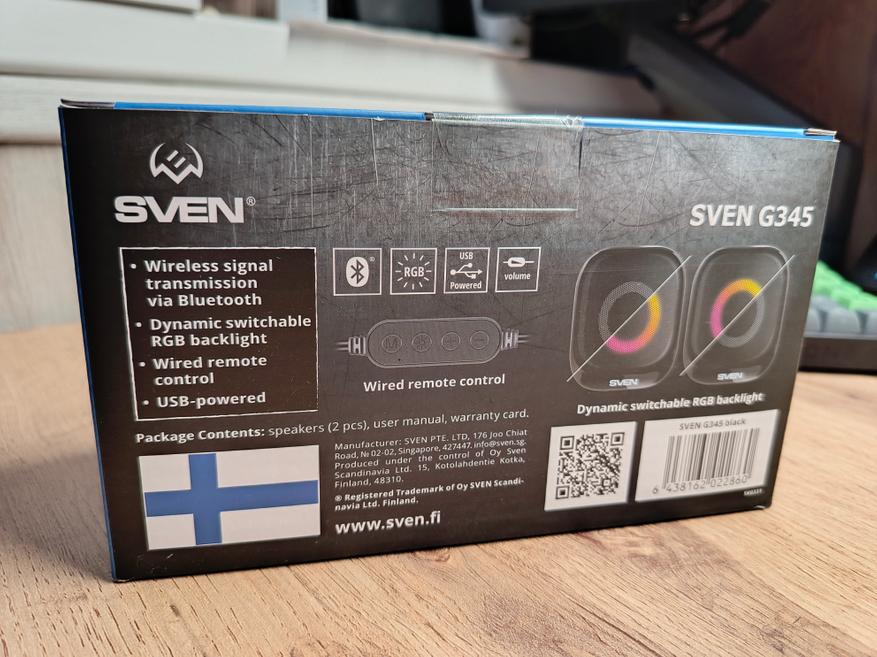 SVEN®
SVEN G345
• Wireless signal
transmission
via Bluetooth
• Dynamic switchable
RGB backlight
• Wired remote
control
• USB-powered
®
RGB
USB
Powered
volume
Wired remote control
SVEN
SVEN
Dynamic switchable RGB backlight
Package Contents: speakers (2 pcs), user manual, warranty card.
Manufacturer: SVEN PTE. LTD, 176 Joo Chiat
Road, № 02-02, Singapore, 427447. info@sven.sg.
Produced under the control of Oy Sven
Scandinavia Ltd. 15, Kotolahdentie Kotka,
Finland, 48310.
® Registered Trademark of Oy SVEN Scandi-
navia Ltd. Finland.
www.sven.fi
SVEN G345 black
6 438162 022860